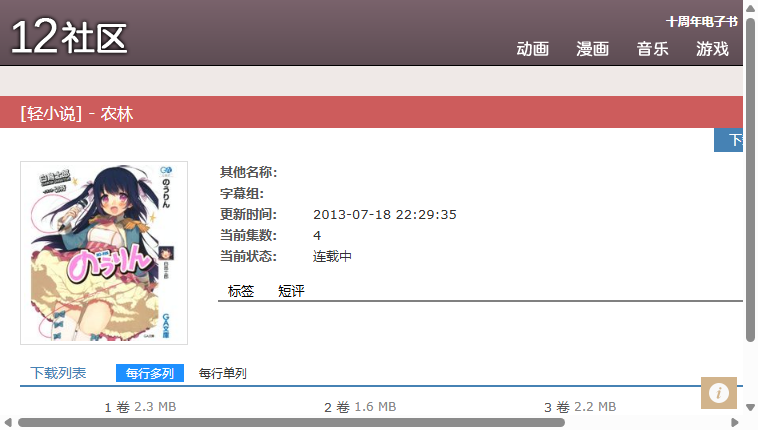 12社区
十周年电子书
动画 漫画 音乐 游戏
[轻小说] - 农林
下
のうりん
GA文庫
其他名称:
字幕组:
更新时间: 2013-07-18 22:29:35
当前集数: 4
当前状态: 连载中
标签 短评
下载列表 每行多列 每行单列
1 卷 2.3 MB 2 卷 1.6 MB 3 卷 2.2 MB